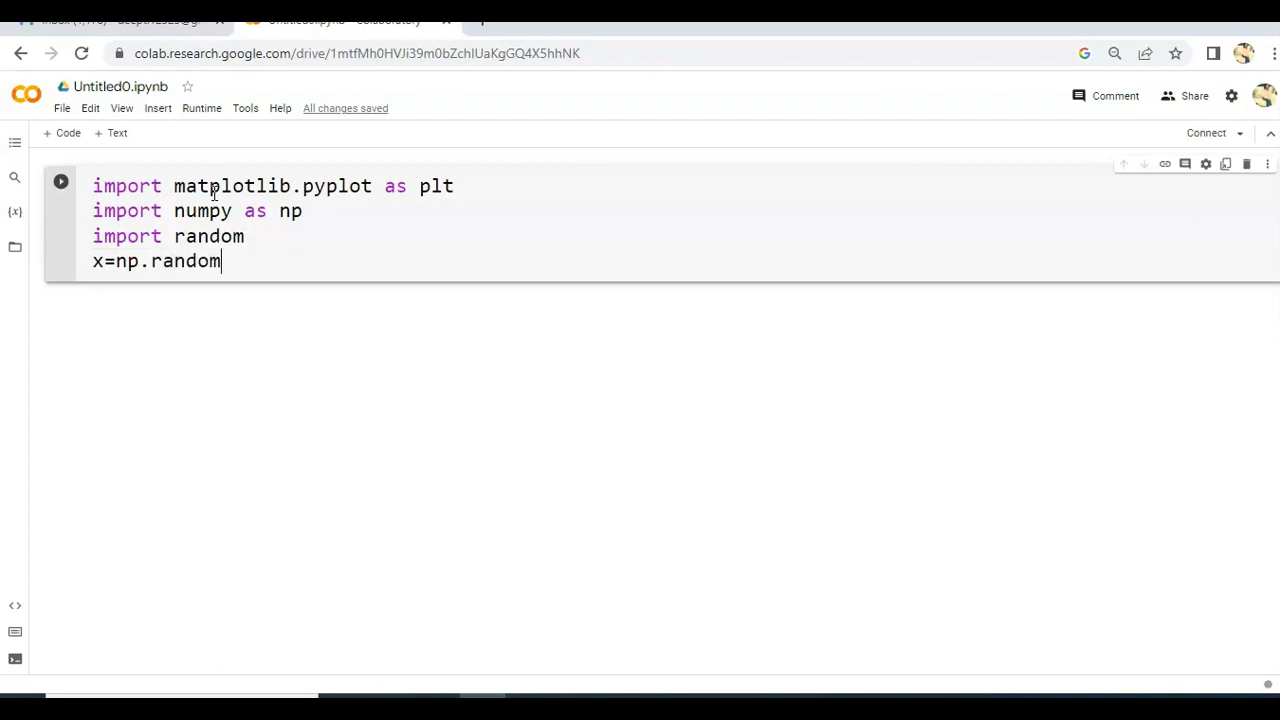 colab.research.google.com/drive/1mtfMh0HVJi39m0bZchlUaKgGQ4X5hhNK
Untitled0.ipynb
File Edit View Insert Runtime Tools Help All changes saved
Comment Share
+ Code + Text
Connect
import matplotlib.pyplot as plt
import numpy as np
import random
x=np.random